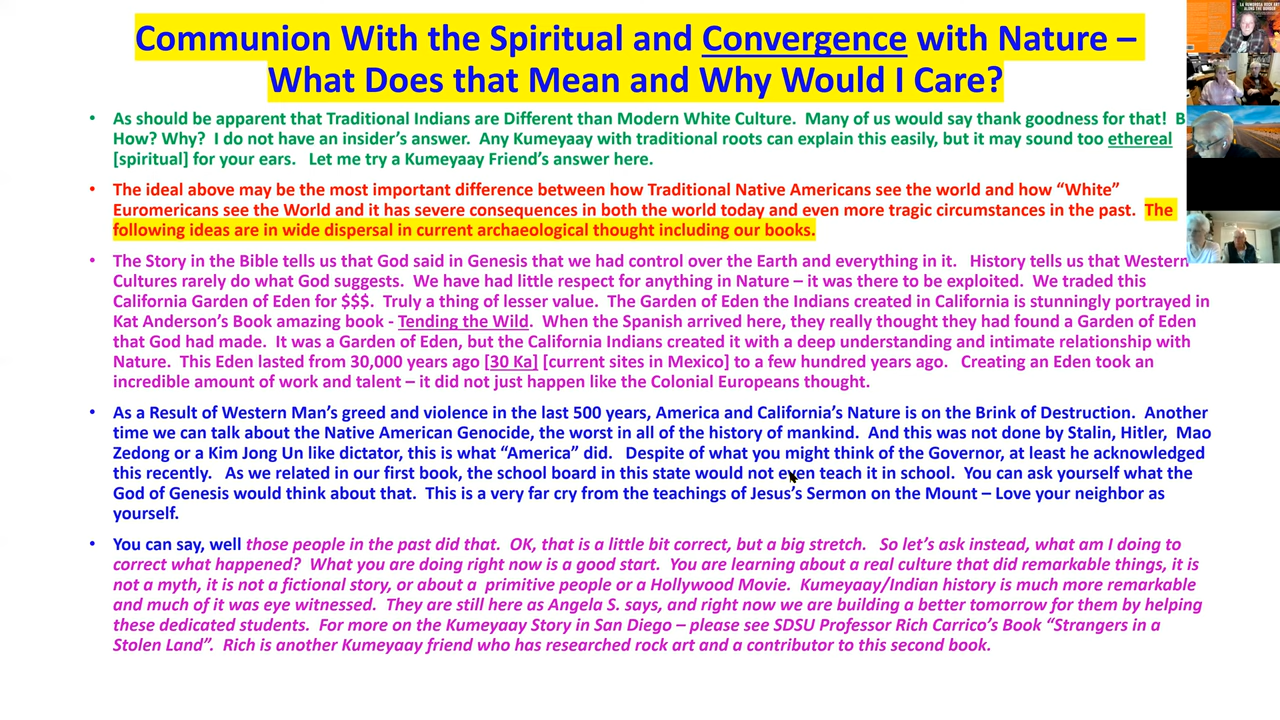 Communion With the Spiritual and Convergence with Nature –
What Does that Mean and Why Would I Care?
• As should be apparent that Traditional Indians are Different than Modern White Culture. Many of us would say thank goodness for that! B
How? Why? I do not have an insider's answer. Any Kumeyaay with traditional roots can explain this easily, but it may sound too ethereal
[spiritual] for your ears. Let me try a Kumeyaay Friend's answer here.
• The ideal above may be the most important difference between how Traditional Native Americans see the world and how "White"
Euromericans see the World and it has severe consequences in both the world today and even more tragic circumstances in the past. The
following ideas are in wide dispersal in current archaeological thought including our books.
• The Story in the Bible tells us that God said in Genesis that we had control over the Earth and everything in it. History tells us that Western
Cultures rarely do what God suggests. We have had little respect for anything in Nature – it was there to be exploited. We traded this
California Garden of Eden for $$$. Truly a thing of lesser value. The Garden of Eden the Indians created in California is stunningly portrayed in
Kat Anderson's Book amazing book - Tending the Wild. When the Spanish arrived here, they really thought they had found a Garden of Eden
that God had made. It was a Garden of Eden, but the California Indians created it with a deep understanding and intimate relationship with
Nature. This Eden lasted from 30,000 years ago [30 Ka] [current sites in Mexico] to a few hundred years ago. Creating an Eden took an
incredible amount of work and talent – it did not just happen like the Colonial Europeans thought.
• As a Result of Western Man's greed and violence in the last 500 years, America and California's Nature is on the Brink of Destruction. Another
time we can talk about the Native American Genocide, the worst in all of the history of mankind. And this was not done by Stalin, Hitler, Mao
Zedong or a Kim Jong Un like dictator, this is what "America" did. Despite of what you might think of the Governor, at least he acknowledged
this recently. As we related in our first book, the school board in this state would not even teach it in school. You can ask yourself what the
God of Genesis would think about that. This is a very far cry from the teachings of Jesus's Sermon on the Mount – Love your neighbor as
yourself.
• You can say, well those people in the past did that. OK, that is a little bit correct, but a big stretch. So let's ask instead, what am I doing to
correct what happened? What you are doing right now is a good start. You are learning about a real culture that did remarkable things, it is
not a myth, it is not a fictional story, or about a primitive people or a Hollywood Movie. Kumeyaay/Indian history is much more remarkable
and much of it was eye witnessed. They are still here as Angela S. says, and right now we are building a better tomorrow for them by helping
these dedicated students. For more on the Kumeyaay Story in San Diego – please see SDSU Professor Rich Carrico's Book "Strangers in a
Stolen Land". Rich is another Kumeyaay friend who has researched rock art and a contributor to this second book.